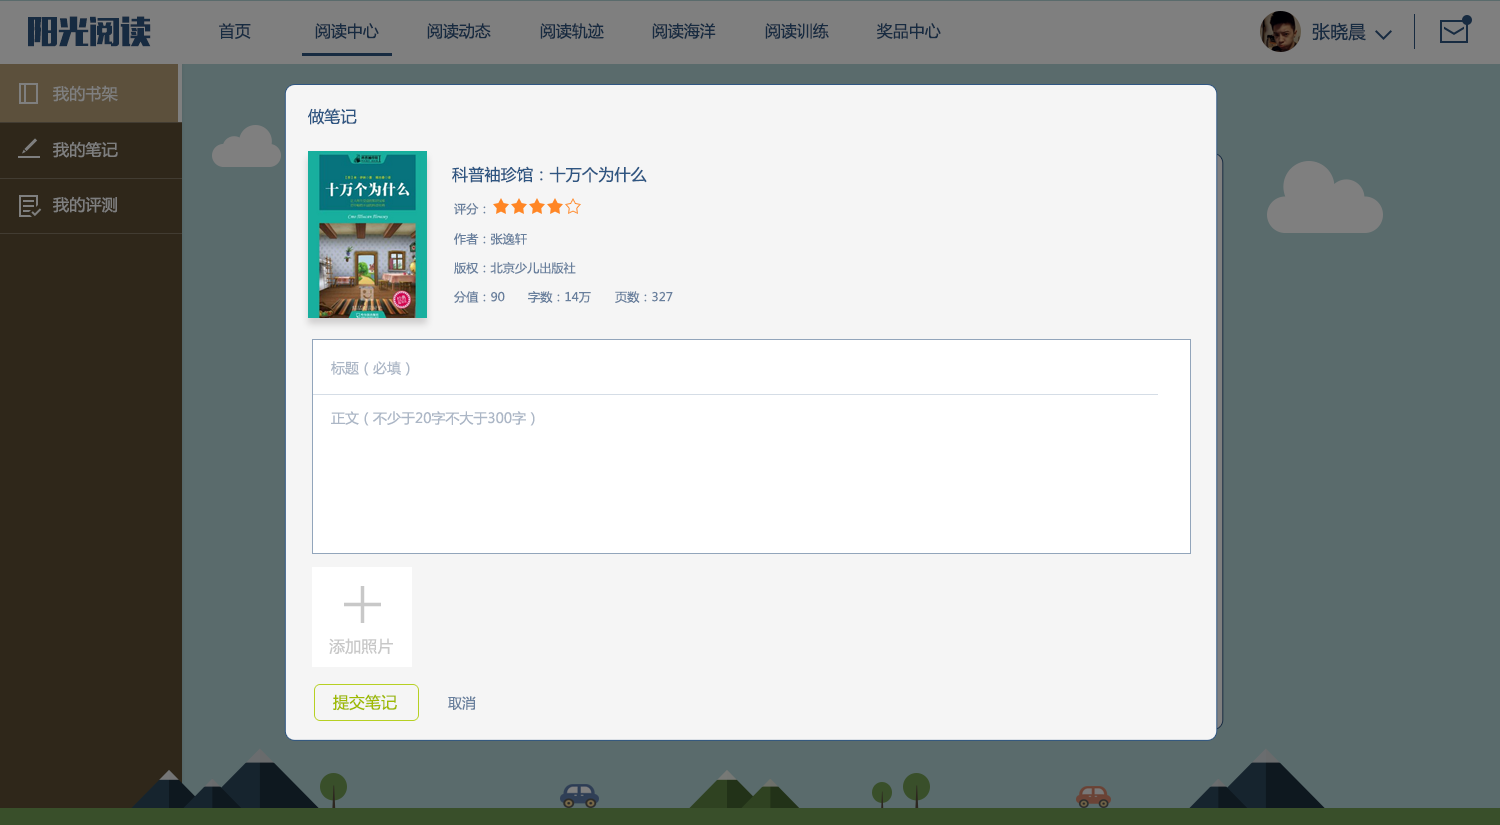 阳光阅读
首页
阅读中心
阅读动态
阅读轨迹
阅读海洋
阅读训练
奖品中心
张晓晨
我的书架
我的笔记
我的评测
做笔记
十万个为什么
科普袖珍馆：十万个为什么
评分：
作者：张逸轩
版权：北京少儿出版社
分值：90 字数：14万 页数：327
标题（必填）
正文（不少于20字不大于300字）
添加照片
提交笔记
取消